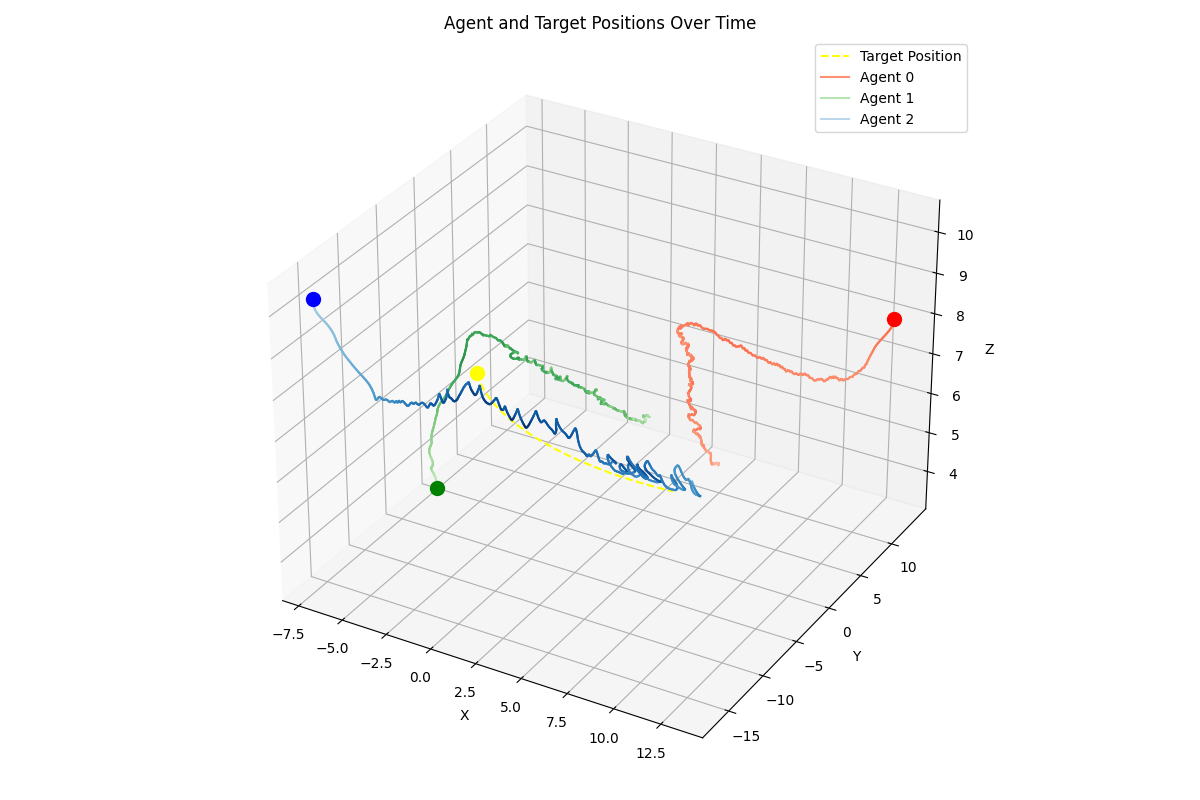 Agent and Target Positions Over Time
Target Position
Agent 0
Agent 1
Agent 2
10
9
8
7
6
5
4
Z
10
5
0
−5
−10
−15
Y
−7.5
−5.0
−2.5
0.0
2.5
5.0
7.5
10.0
12.5
X